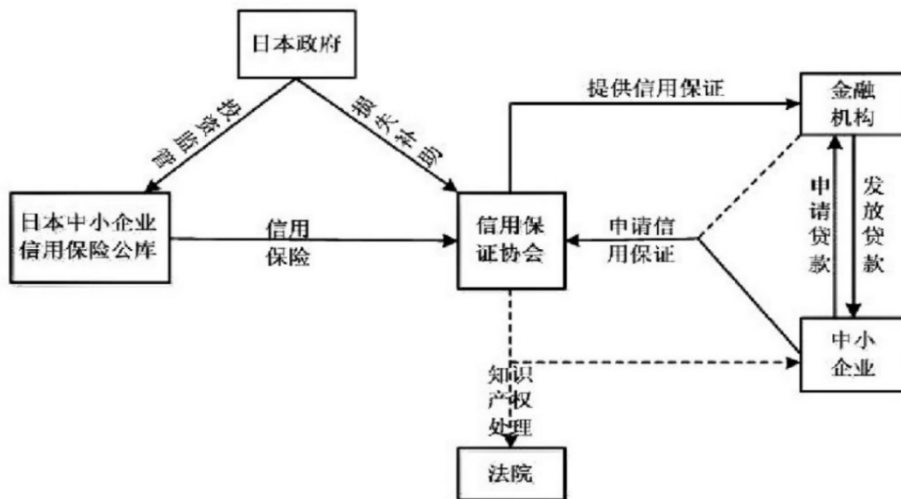 日本政府
提供信用保证
金融
机构
投资监管
损失补助
申请贷款
发放贷款
日本中小企业
信用保险公库
信用
保险
信用保
证协会
申请信
用保证
中小
企业
知识
产权
处理
法院